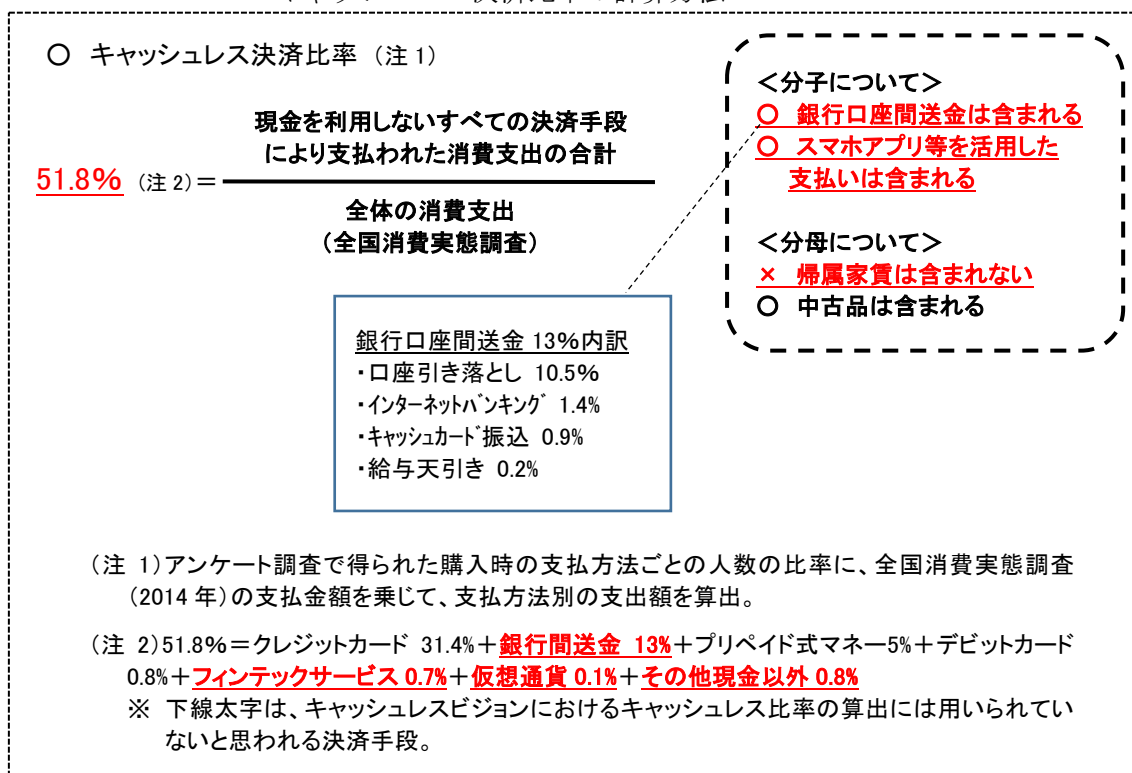 ○ キャッシュレス決済比率（注1）
現金を利用しないすべての決済手段
により支払われた消費支出の合計
51.8％（注2）＝
全体の消費支出
（全国消費実態調査）
＜分子について＞
○ 銀行口座間送金は含まれる
○ スマホアプリ等を活用した
支払いは含まれる
＜分母について＞
× 帰属家賃は含まれない
○ 中古品は含まれる
銀行口座間送金 13％内訳
・口座引き落とし 10.5％
・ｲﾝﾀｰﾈｯﾄﾊﾞﾝｷﾝｸﾞ 1.4%
・ｷｬｯｼｭｶｰﾄﾞ振込 0.9%
・給与天引き 0.2%
（注 1）アンケート調査で得られた購入時の支払方法ごとの人数の比率に、全国消費実態調査
（2014年）の支払金額を乗じて、支払方法別の支出額を算出。
（注 2）51.8％＝クレジットカード 31.4％＋銀行間送金 13%＋プリペイド式マネー5％＋デビットカード
0.8％＋フィンテックサービス 0.7％＋仮想通貨 0.1％＋その他現金以外 0.8%
※ 下線太字は、キャッシュレスビジョンにおけるキャッシュレス比率の算出には用いられてい
ないと思われる決済手段。